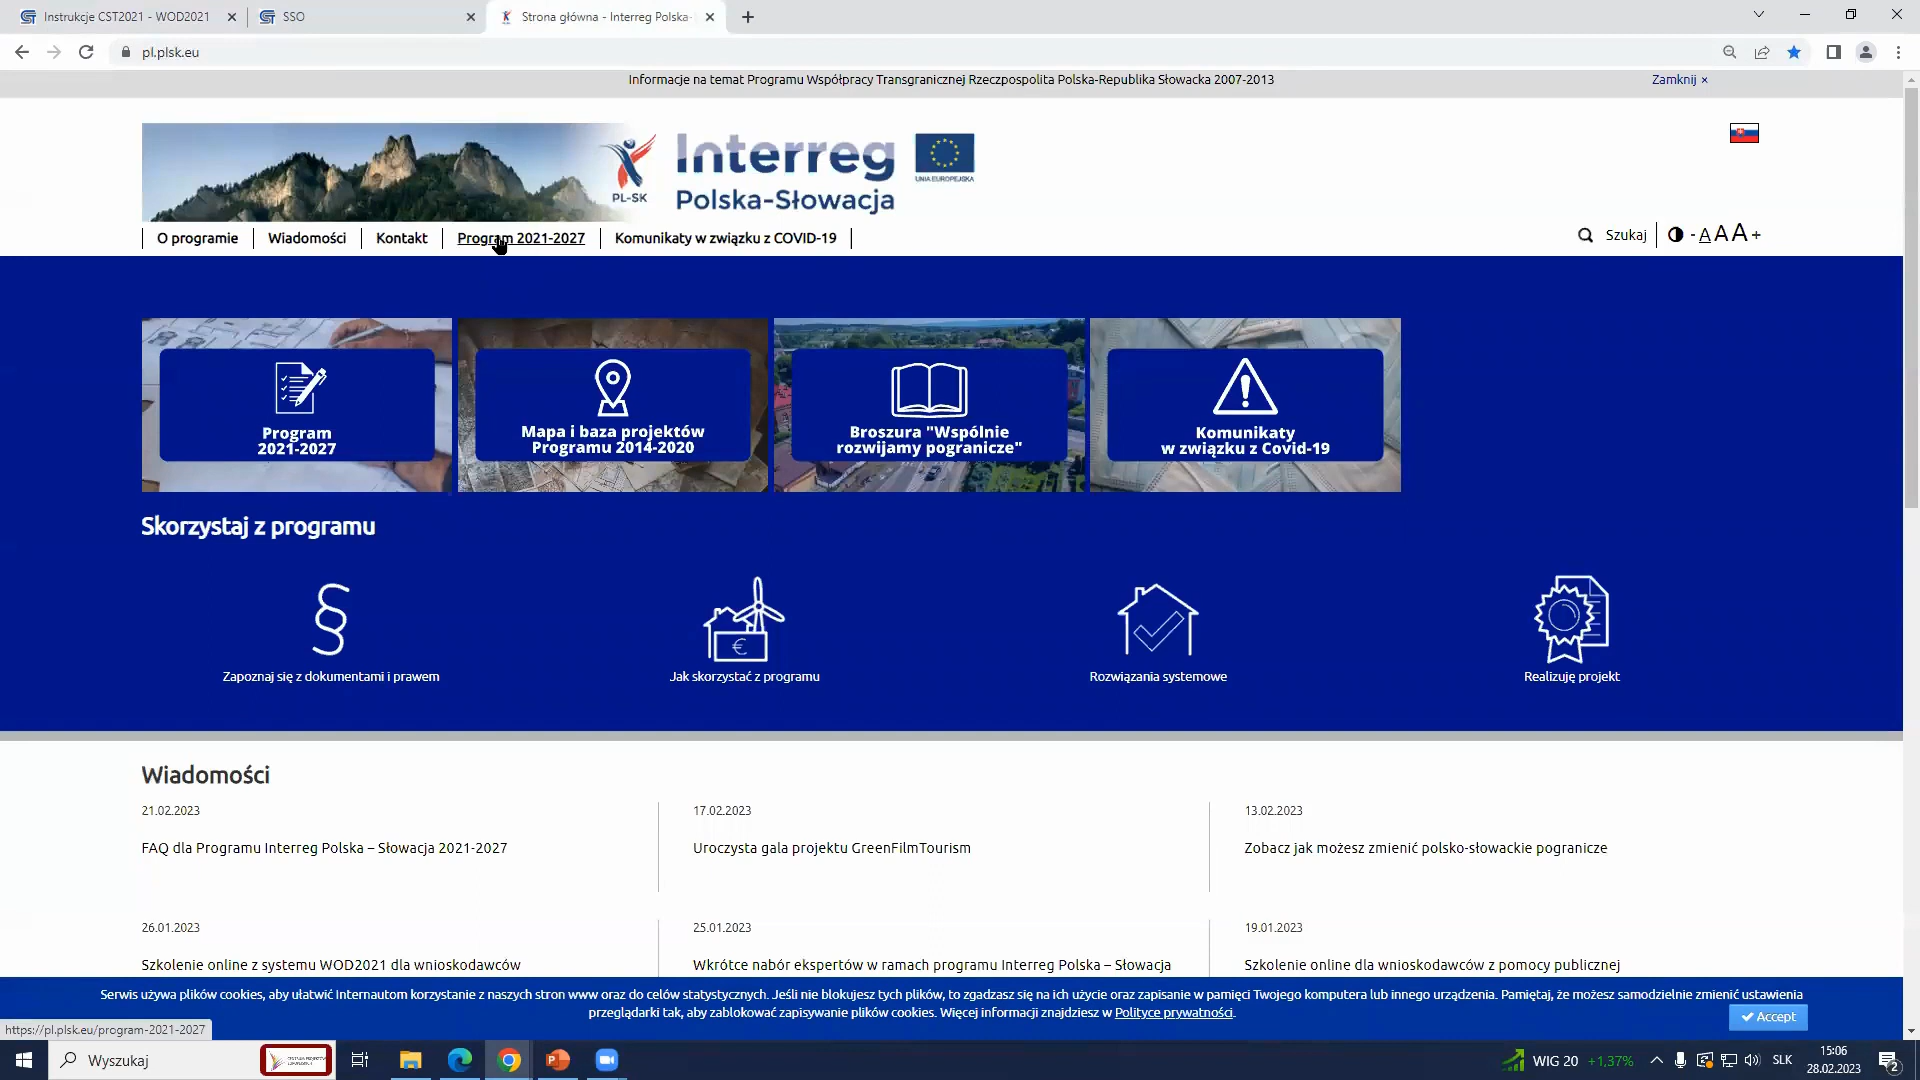 Instrukcje CST2021 - WOD2021
SSO
Strona główna - Interreg Polska-
pl.plsk.eu
Informacje na temat Programu Współpracy Transgranicznej Rzeczpospolita Polska-Republika Słowacka 2007-2013
Zamknij ×
PL-SK
Interreg
Polska-Słowacja
UNIA EUROPEJSKA
O programie
Wiadomości
Kontakt
Program 2021-2027
Komunikaty w związku z COVID-19
Szukaj
- A A A +
Program
2021-2027
Mapa i baza projektów
Programu 2014-2020
Broszura "Wspólnie
rozwijamy pogranicze"
Komunikaty
w związku z Covid-19
Skorzystaj z programu
Zapoznaj się z dokumentami i prawem
Jak skorzystać z programu
Rozwiązania systemowe
Realizuję projekt
Wiadomości
21.02.2023
17.02.2023
13.02.2023
FAQ dla Programu Interreg Polska – Słowacja 2021-2027
Uroczysta gala projektu GreenFilmTourism
Zobacz jak możesz zmienić polsko-słowackie pogranicze
26.01.2023
25.01.2023
19.01.2023
Szkolenie online z systemu WOD2021 dla wnioskodawców
Wkrótce nabór ekspertów w ramach programu Interreg Polska – Słowacja
Szkolenie online dla wnioskodawców z pomocy publicznej
Serwis używa plików cookies, aby ułatwić Internautom korzystanie z naszych stron www oraz do celów statystycznych. Jeśli nie blokujesz tych plików, to zgadzasz się na ich użycie oraz zapisanie w pamięci Twojego komputera lub innego urządzenia. Pamiętaj, że możesz samodzielnie zmienić ustawienia
przeglądarki tak, aby zablokować zapisywanie plików cookies. Więcej informacji znajdziesz w Polityce prywatności.
Accept
https://pl.plsk.eu/program-2021-2027
Wyszukaj
WIG 20 +1,37%
SLK
15:06
28.02.2023
2